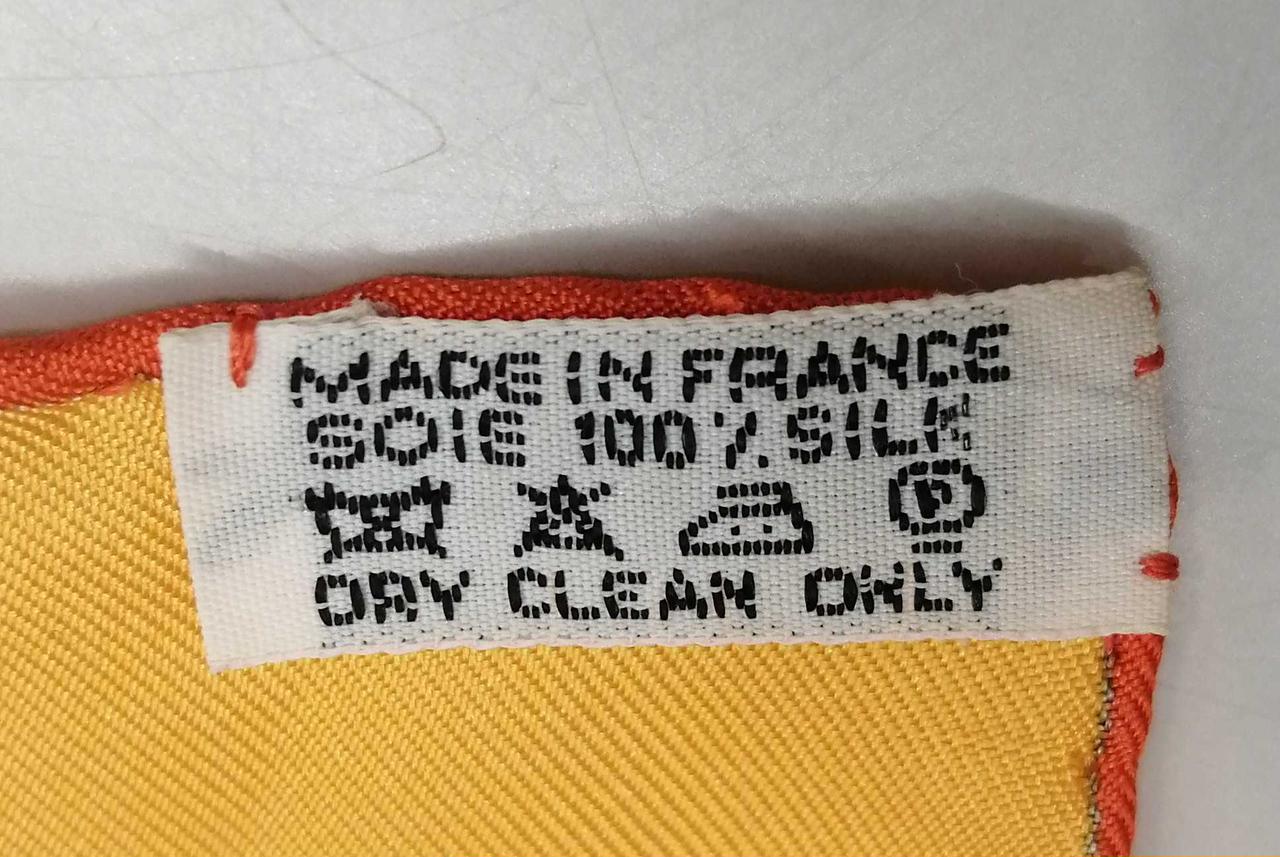 MADE IN FRANCE
SOIE 100% SILK
P
DRY CLEAN ONLY